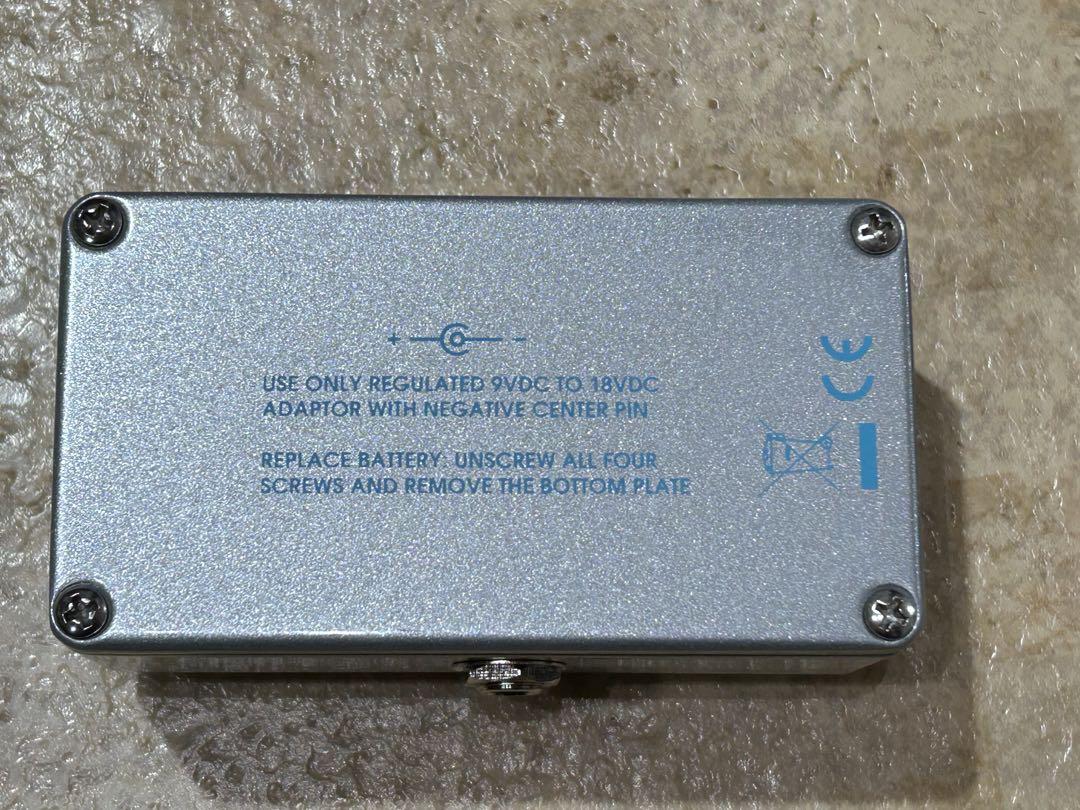 + -
USE ONLY REGULATED 9VDC TO 18VDC
ADAPTOR WITH NEGATIVE CENTER PIN
REPLACE BATTERY: UNSCREW ALL FOUR
SCREWS AND REMOVE THE BOTTOM PLATE
CE